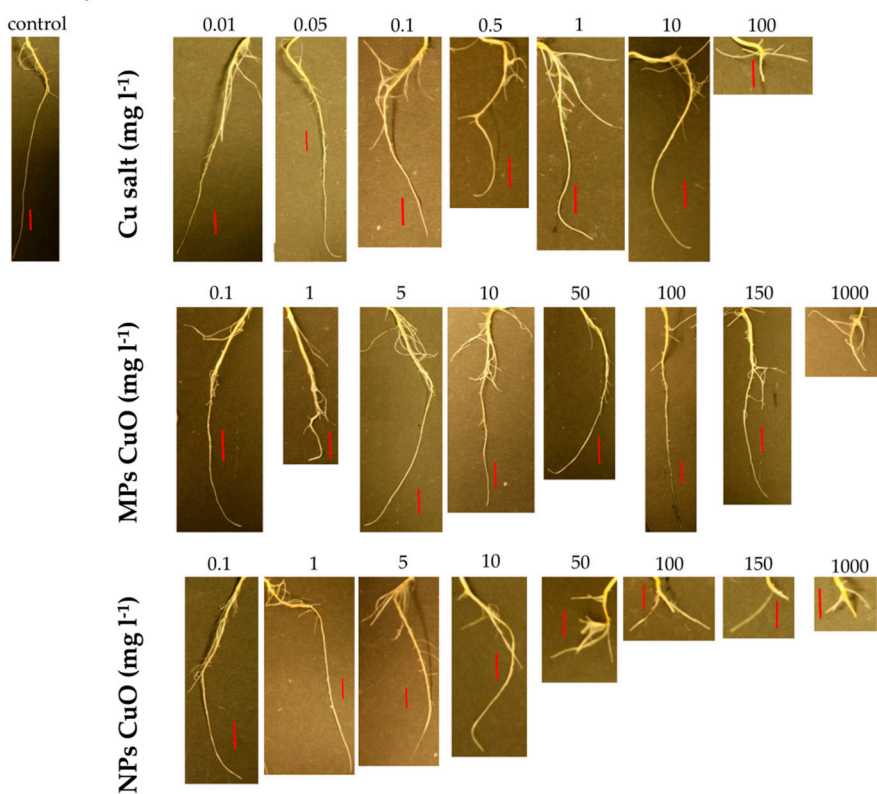 control
0.01 0.05 0.1 0.5 1 10 100
Cu salt (mg l-1)
0.1 1 5 10 50 100 150 1000
MPs CuO (mg l-1)
0.1 1 5 10 50 100 150 1000
NPs CuO (mg l-1)